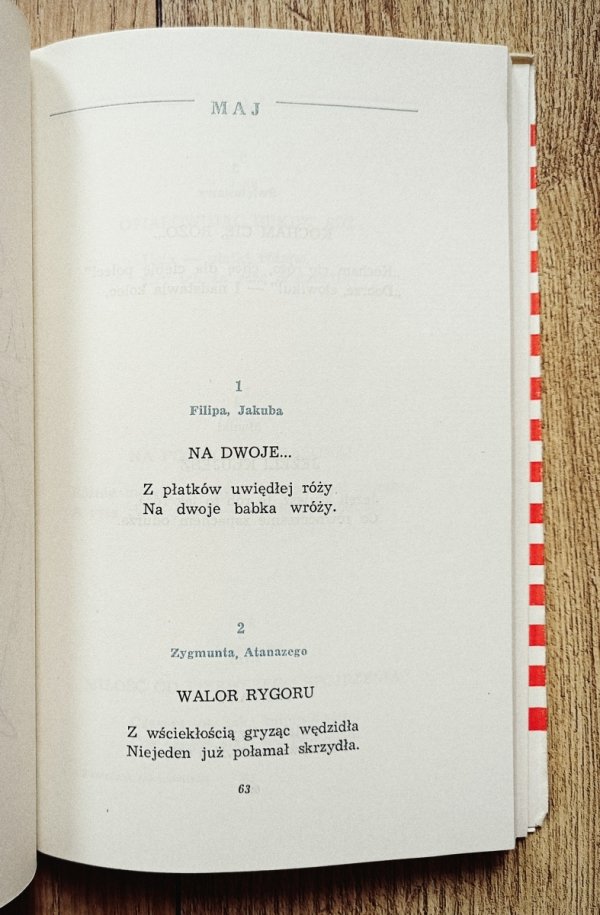 MAJ
1
Filipa, Jakuba
NA DWOJE...
Z płatków uwiędłej róży
Na dwoje babka wróży.
2
Zygmunta, Atanazego
WALOR RYGORU
Z wściekłością gryząc wędzidła
Niejeden już połamał skrzydła.
63